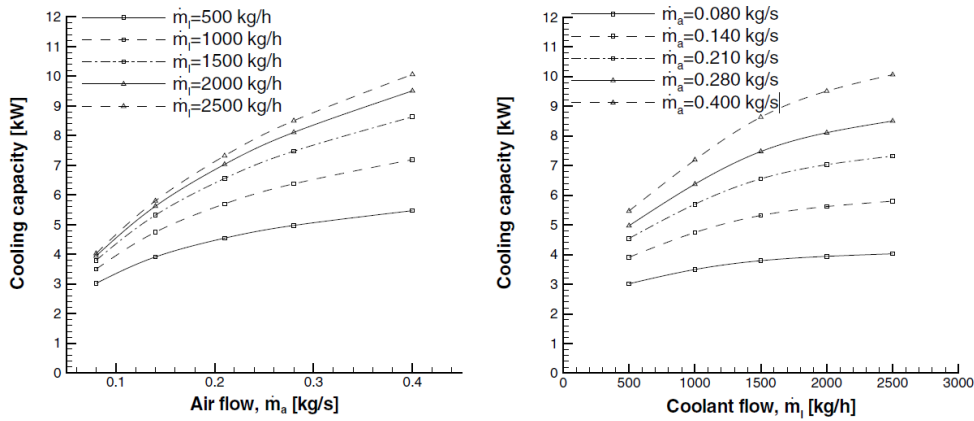 Cooling capacity [kW]
12
11
10
9
8
7
6
5
4
3
2
1
0
ṁl=500 kg/h
ṁl=1000 kg/h
ṁl=1500 kg/h
ṁl=2000 kg/h
ṁl=2500 kg/h
0.1 0.2 0.3 0.4
Air flow, ṁa [kg/s]
Cooling capacity [kW]
12
11
10
9
8
7
6
5
4
3
2
1
0
ṁa=0.080 kg/s
ṁa=0.140 kg/s
ṁa=0.210 kg/s
ṁa=0.280 kg/s
ṁa=0.400 kg/s
0 500 1000 1500 2000 2500 3000
Coolant flow, ṁl [kg/h]